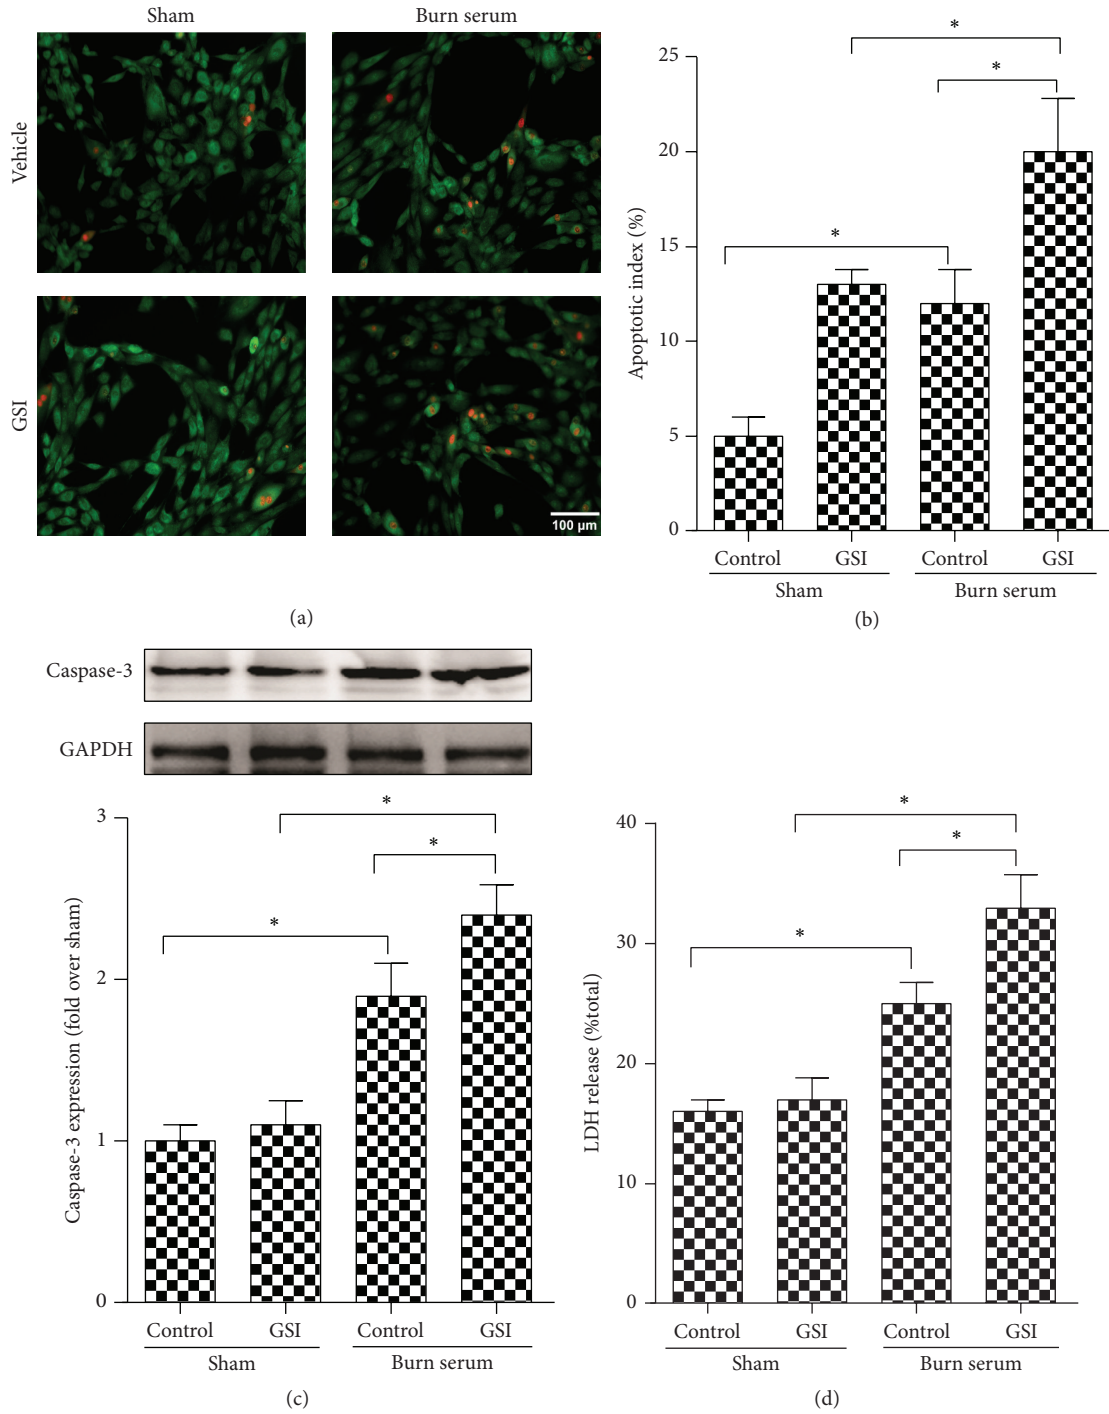 Sham Burn serum
Vehicle
GSI
100 µm
(a)
Apoptotic index (%)
25
20
15
10
5
0
*
*
*
Control GSI Control GSI
Sham Burn serum
(b)
Caspase-3
GAPDH
Caspase-3 expression (fold over sham)
3
2
1
0
*
*
*
Control GSI Control GSI
Sham Burn serum
(c)
LDH release (%total)
40
30
20
10
0
*
*
*
Control GSI Control GSI
Sham Burn serum
(d)